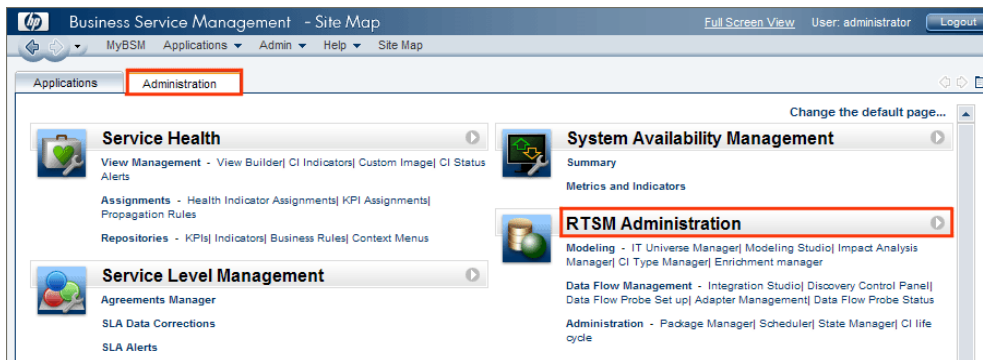 hp Business Service Management - Site Map
Full Screen View User: administrator Logout
MyBSM Applications Admin Help Site Map
Applications Administration
Change the default page...
Service Health
View Management - View Builder| CI Indicators| Custom Image| CI Status
Alerts
Assignments - Health Indicator Assignments| KPI Assignments|
Propagation Rules
Repositories - KPIs| Indicators| Business Rules| Context Menus
Service Level Management
Agreements Manager
SLA Data Corrections
SLA Alerts
System Availability Management
Summary
Metrics and Indicators
RTSM Administration
Modeling - IT Universe Manager| Modeling Studio| Impact Analysis
Manager| CI Type Manager| Enrichment manager
Data Flow Management - Integration Studio| Discovery Control Panel|
Data Flow Probe Set up| Adapter Management| Data Flow Probe Status
Administration - Package Manager| Scheduler| State Manager| CI life
cycle